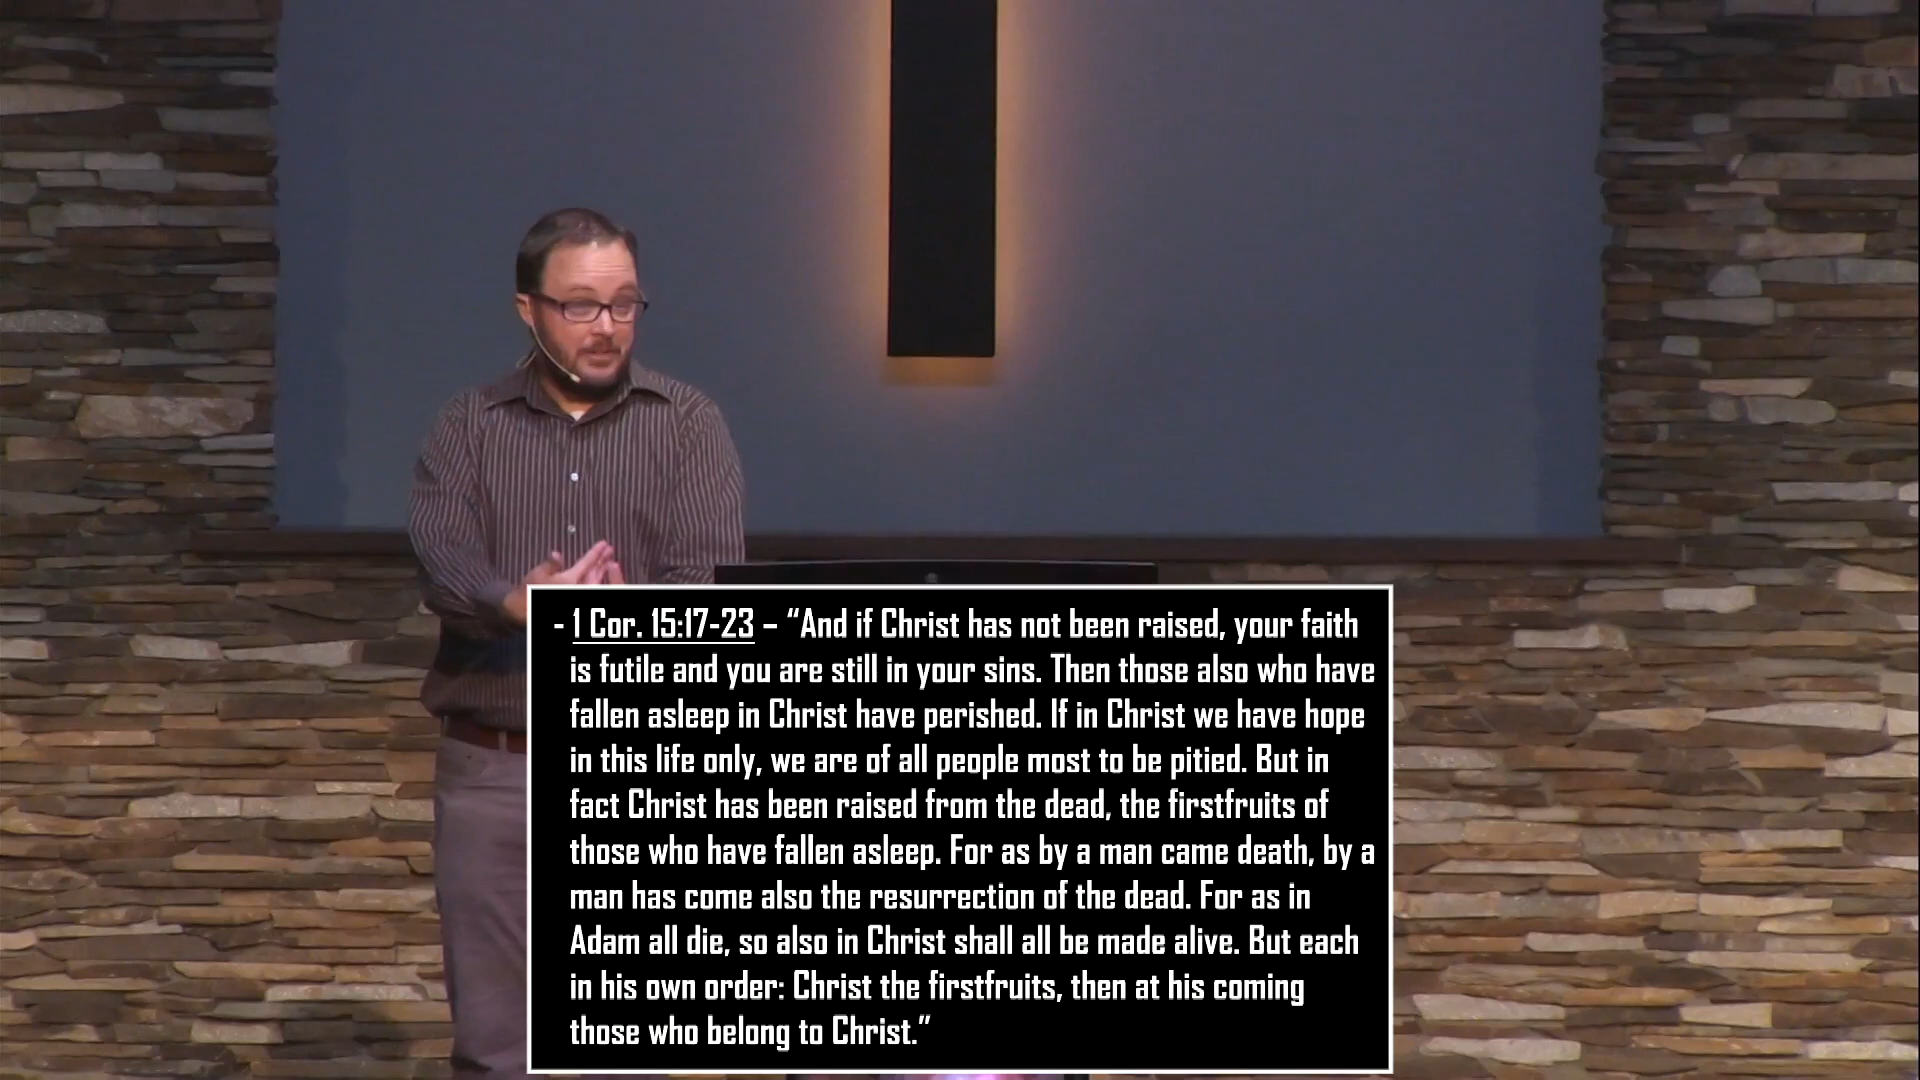 - 1 Cor. 15:17-23 – “And if Christ has not been raised, your faith
is futile and you are still in your sins. Then those also who have
fallen asleep in Christ have perished. If in Christ we have hope
in this life only, we are of all people most to be pitied. But in
fact Christ has been raised from the dead, the firstfruits of
those who have fallen asleep. For as by a man came death, by a
man has come also the resurrection of the dead. For as in
Adam all die, so also in Christ shall all be made alive. But each
in his own order: Christ the firstfruits, then at his coming
those who belong to Christ.”